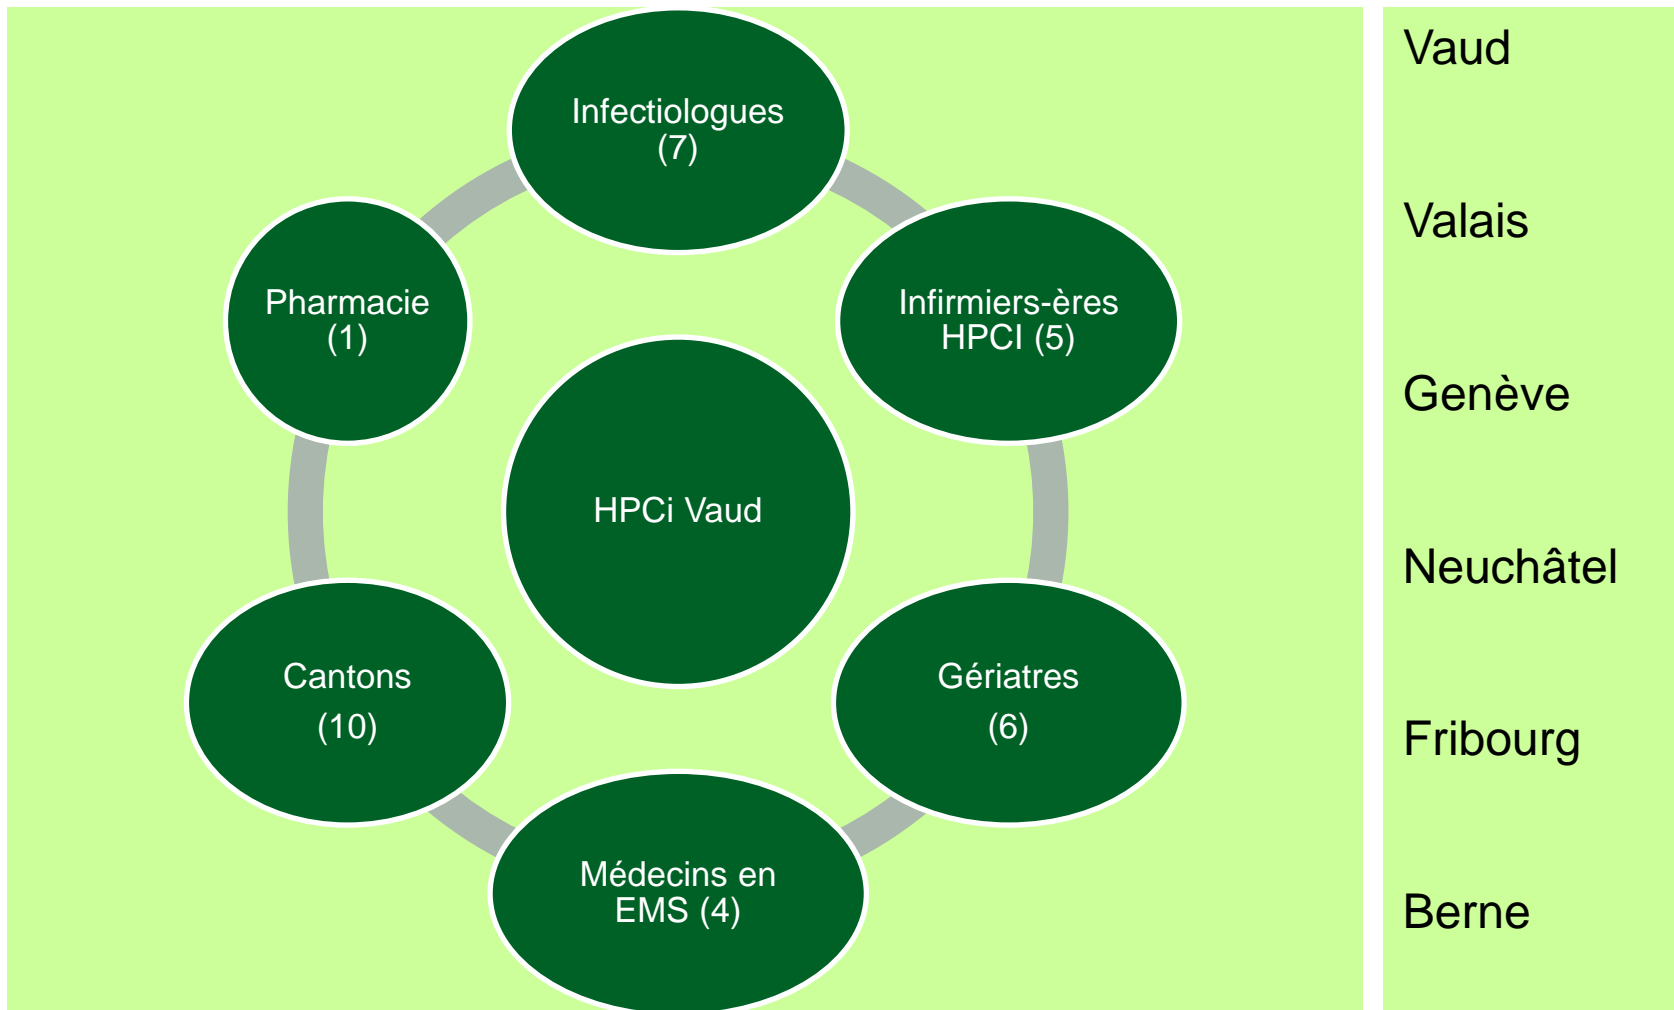 Infectiologues
(7)
Infirmiers-ères
HPCI (5)
Gériatres
(6)
Médecins en
EMS (4)
Cantons
(10)
Pharmacie
(1)
HPCi Vaud
Vaud
Valais
Genève
Neuchâtel
Fribourg
Berne